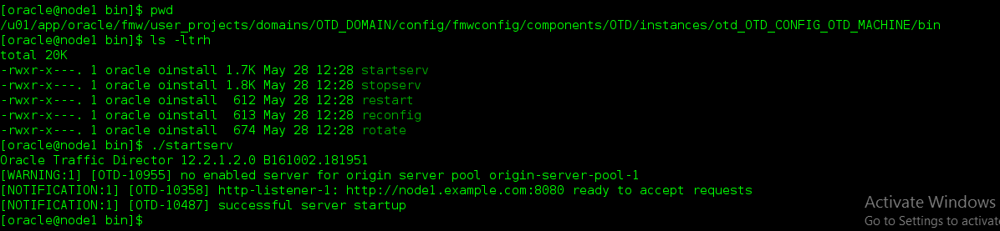 [oracle@node1 bin]$ pwd
/u01/app/oracle/fmw/user_projects/domains/OTD_DOMAIN/config/fmwconfig/components/OTD/instances/otd_OTD_CONFIG_OTD_MACHINE/bin
[oracle@node1 bin]$ ls -ltrh
total 20K
-rwxr-x---. 1 oracle oinstall 1.7K May 28 12:28 startserv
-rwxr-x---. 1 oracle oinstall 1.8K May 28 12:28 stopserv
-rwxr-x---. 1 oracle oinstall  612 May 28 12:28 restart
-rwxr-x---. 1 oracle oinstall  613 May 28 12:28 reconfig
-rwxr-x---. 1 oracle oinstall  674 May 28 12:28 rotate
[oracle@node1 bin]$ ./startserv
Oracle Traffic Director 12.2.1.2.0 B161002.181951
[WARNING:1] [OTD-10955] no enabled server for origin server pool origin-server-pool-1
[NOTIFICATION:1] [OTD-10358] http-listener-1: http://node1.example.com:8080 ready to accept requests
[NOTIFICATION:1] [OTD-10487] successful server startup
[oracle@node1 bin]$
Activate Windows
Go to Settings to activat